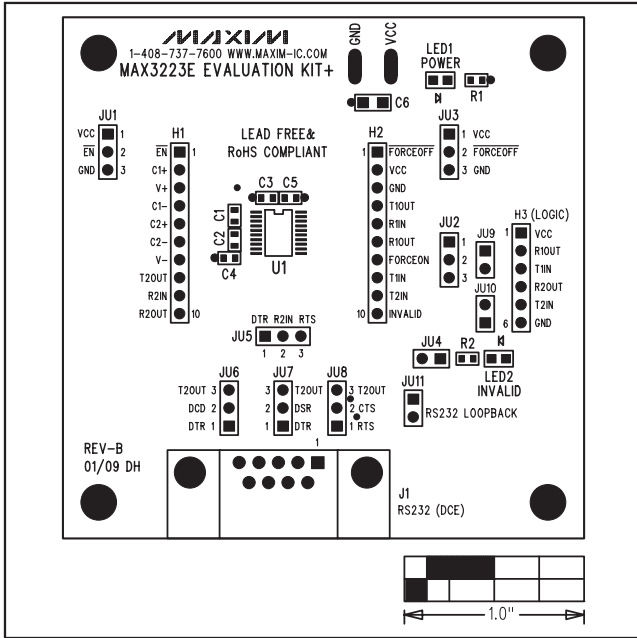 MAXIM
1-408-737-7600 WWW.MAXIM-IC.COM
MAX3223E EVALUATION KIT+
GND
VCC
LED1
POWER
R1
C6
JU1
VCC 1
EN 2
GND 3
H1
EN 1
C1+
V+
C1-
C2+
C2-
V-
T2OUT
R2IN
R2OUT 10
LEAD FREE&
RoHS COMPLIANT
C3 C5
C1
C2
C4
U1
H2
1 FORCEOFF
VCC
GND
T1OUT
R1IN
R1OUT
FORCEON
T1IN
T2IN
10 INVALID
JU3
1 VCC
2 FORCEOFF
3 GND
JU2
1
2
3
JU9
JU10
H3 (LOGIC)
1 VCC
R1OUT
T1IN
R2OUT
T2IN
6 GND
DTR R2IN RTS
JU5
1 2 3
JU4
R2
LED2
INVALID
JU6
T2OUT 3
DCD 2
DTR 1
JU7
3 T2OUT
2 DSR
1 DTR
JU8
3 T2OUT
2 CTS
1 RTS
JU11
RS232 LOOPBACK
REV-B
01/09 DH
1
J1
RS232 (DCE)
1.0"